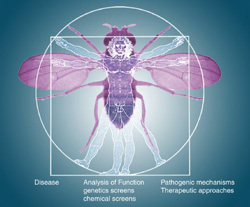 Disease
Analysis of Function
genetics screens
chemical screens
Pathogenic mechanisms
Therapeutic approaches